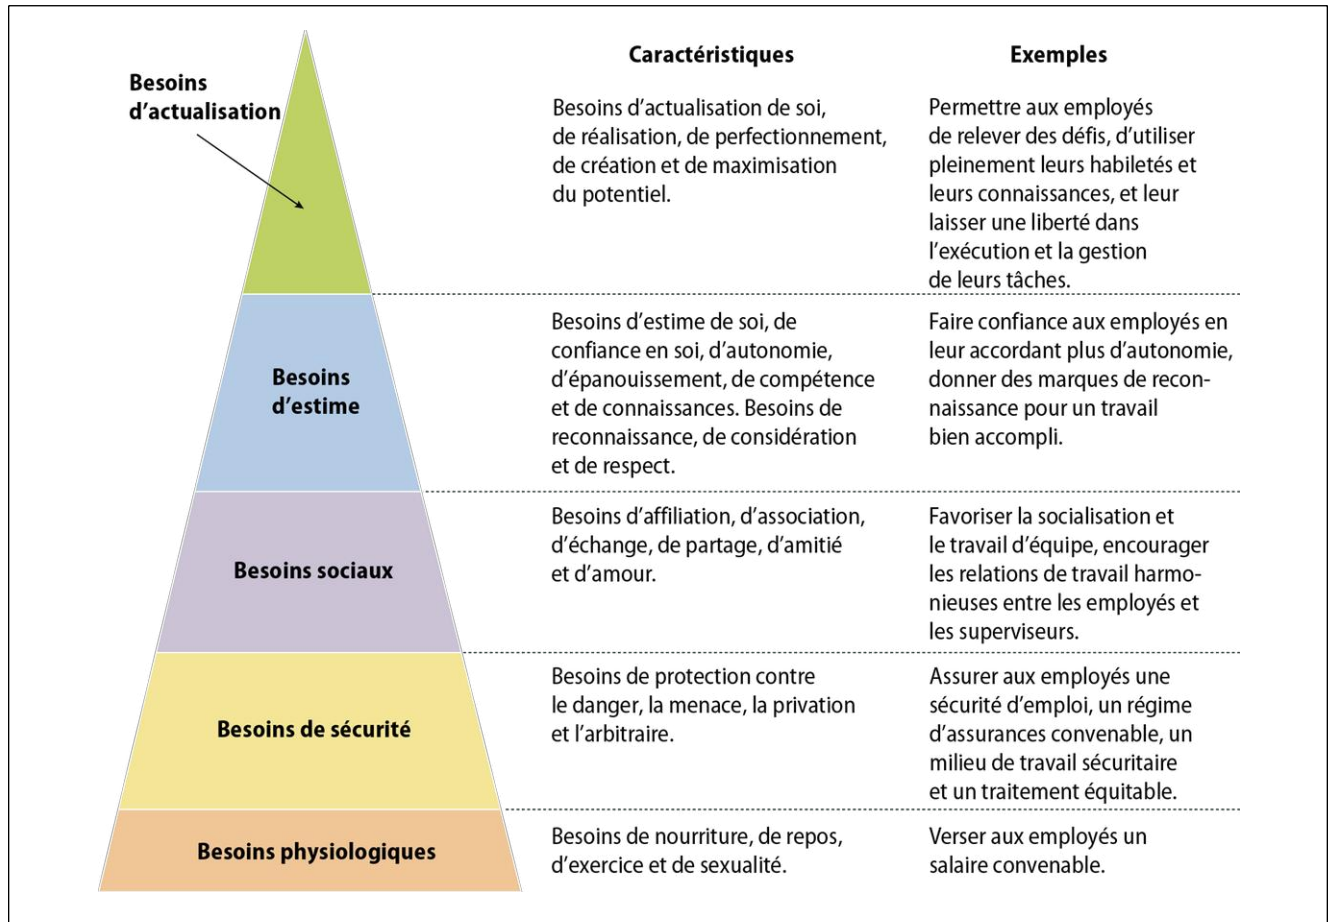 Caractéristiques
Exemples
Besoins
d'actualisation
Besoins d'actualisation de soi,
de réalisation, de perfectionnement,
de création et de maximisation
du potentiel.
Permettre aux employés
de relever des défis, d'utiliser
pleinement leurs habiletés et
leurs connaissances, et leur
laisser une liberté dans
l'exécution et la gestion
de leurs tâches.
Besoins
d'estime
Besoins d'estime de soi, de
confiance en soi, d'autonomie,
d'épanouissement, de compétence
et de connaissances. Besoins de
reconnaissance, de considération
et de respect.
Faire confiance aux employés en
leur accordant plus d'autonomie,
donner des marques de recon-
naissance pour un travail
bien accompli.
Besoins sociaux
Besoins d'affiliation, d'association,
d'échange, de partage, d'amitié
et d'amour.
Favoriser la socialisation et
le travail d'équipe, encourager
les relations de travail harmo-
nieuses entre les employés et
les superviseurs.
Besoins de sécurité
Besoins de protection contre
le danger, la menace, la privation
et l'arbitraire.
Assurer aux employés une
sécurité d'emploi, un régime
d'assurances convenable, un
milieu de travail sécuritaire
et un traitement équitable.
Besoins physiologiques
Besoins de nourriture, de repos,
d'exercice et de sexualité.
Verser aux employés un
salaire convenable.